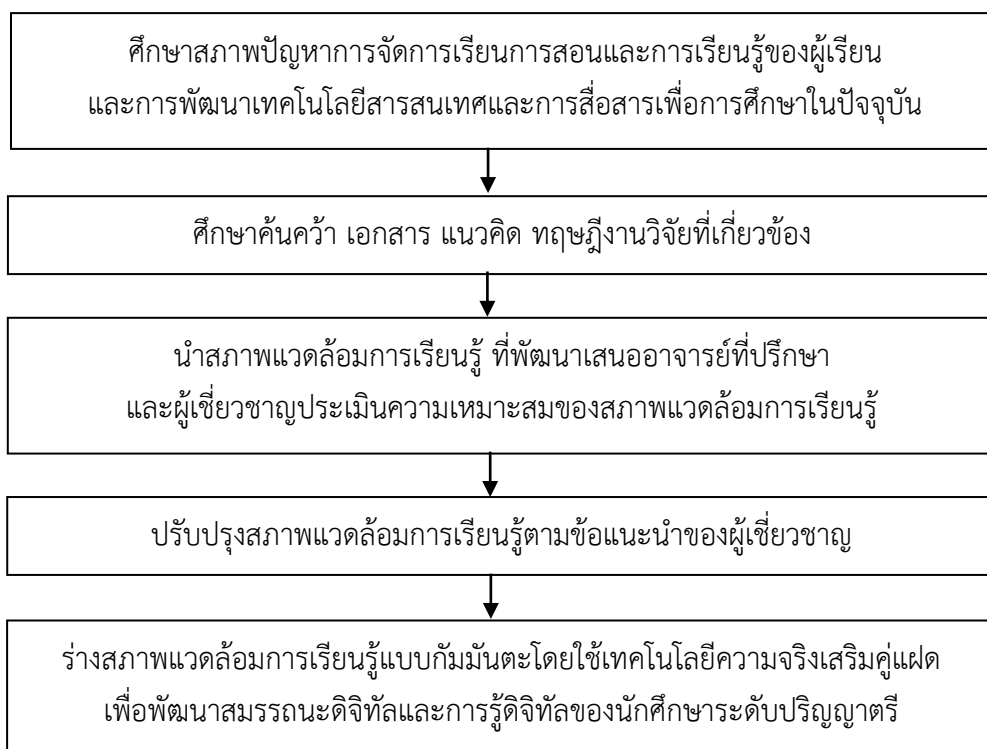 ศึกษาสภาพปัญหาการจัดการเรียนการสอนและการเรียนรู้ของผู้เรียน
และการพัฒนาเทคโนโลยีสารสนเทศและการสื่อสารเพื่อการศึกษาในปัจจุบัน
ศึกษาค้นคว้า เอกสาร แนวคิด ทฤษฎีงานวิจัยที่เกี่ยวข้อง
นำสภาพแวดล้อมการเรียนรู้ ที่พัฒนาเสนออาจารย์ที่ปรึกษา
และผู้เชี่ยวชาญประเมินความเหมาะสมของสภาพแวดล้อมการเรียนรู้
ปรับปรุงสภาพแวดล้อมการเรียนรู้ตามข้อแนะนำของผู้เชี่ยวชาญ
ร่างสภาพแวดล้อมการเรียนรู้แบบกัมมันตะโดยใช้เทคโนโลยีความจริงเสริมคู่แฝด
เพื่อพัฒนาสมรรถนะดิจิทัลและการรู้ดิจิทัลของนักศึกษาระดับปริญญาตรี